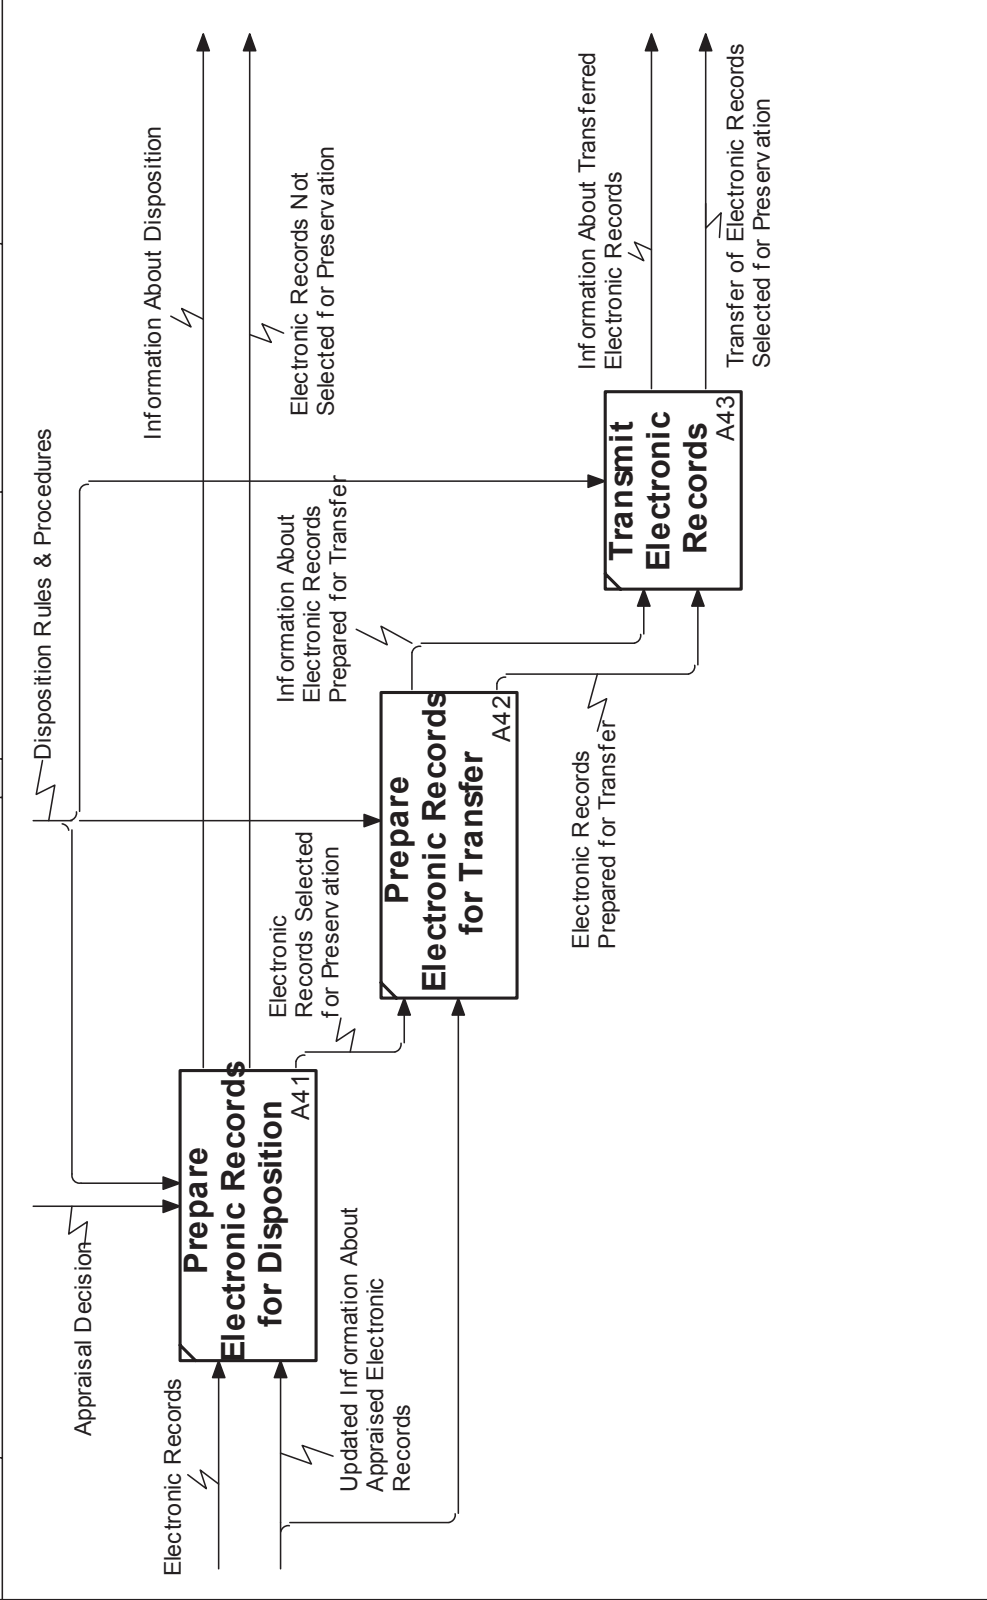 Disposition Rules & Procedures
Appraisal Decision
Information About Disposition
Electronic Records
Prepare
Electronic Records
for Disposition
A41
Electronic Records Not
Selected for Preservation
Updated Information About
Appraised Electronic
Records
Electronic
Records Selected
for Preservation
Information About
Electronic Records
Prepared for Transfer
Prepare
Electronic Records
for Transfer
A42
Electronic Records
Prepared for Transfer
Information About Transferred
Electronic Records
Transmit
Electronic
Records
A43
Transfer of Electronic Records
Selected for Preservation